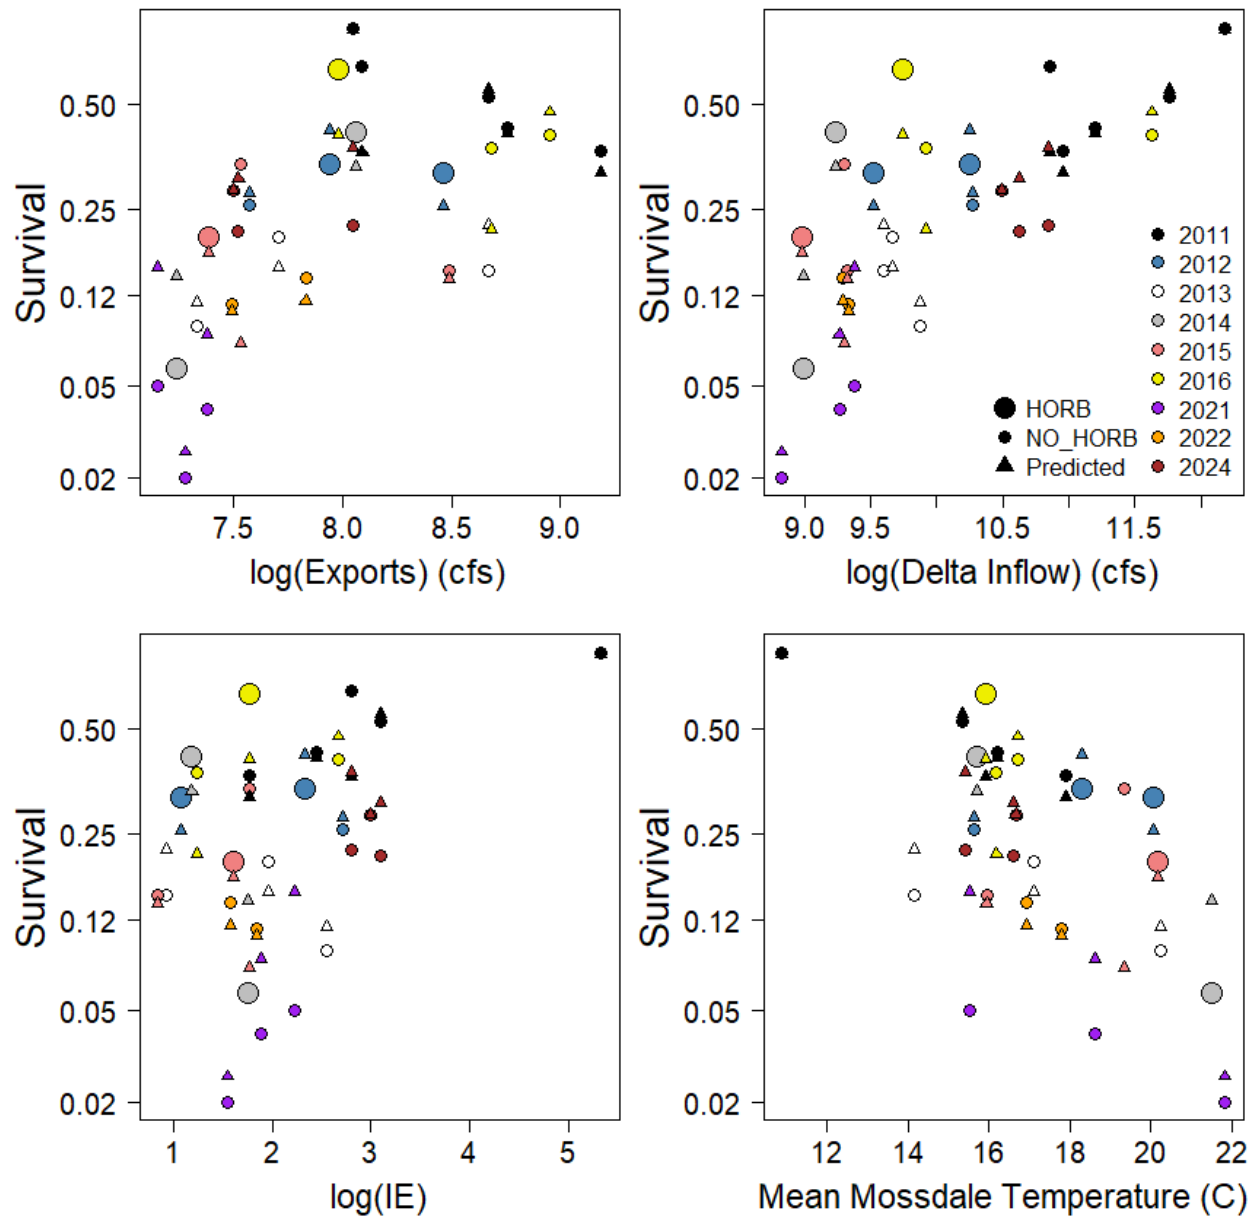 Survival
0.50
0.25
0.12
0.05
0.02
7.5 8.0 8.5 9.0
log(Exports) (cfs)
Survival
0.50
0.25
0.12
0.05
0.02
2011
2012
2013
2014
2015
2016
2021
2022
2024
HORB
NO_HORB
Predicted
9.0 9.5 10.5 11.5
log(Delta Inflow) (cfs)
Survival
0.50
0.25
0.12
0.05
0.02
1 2 3 4 5
log(IE)
Survival
0.50
0.25
0.12
0.05
0.02
12 14 16 18 20 22
Mean Mossdale Temperature (C)